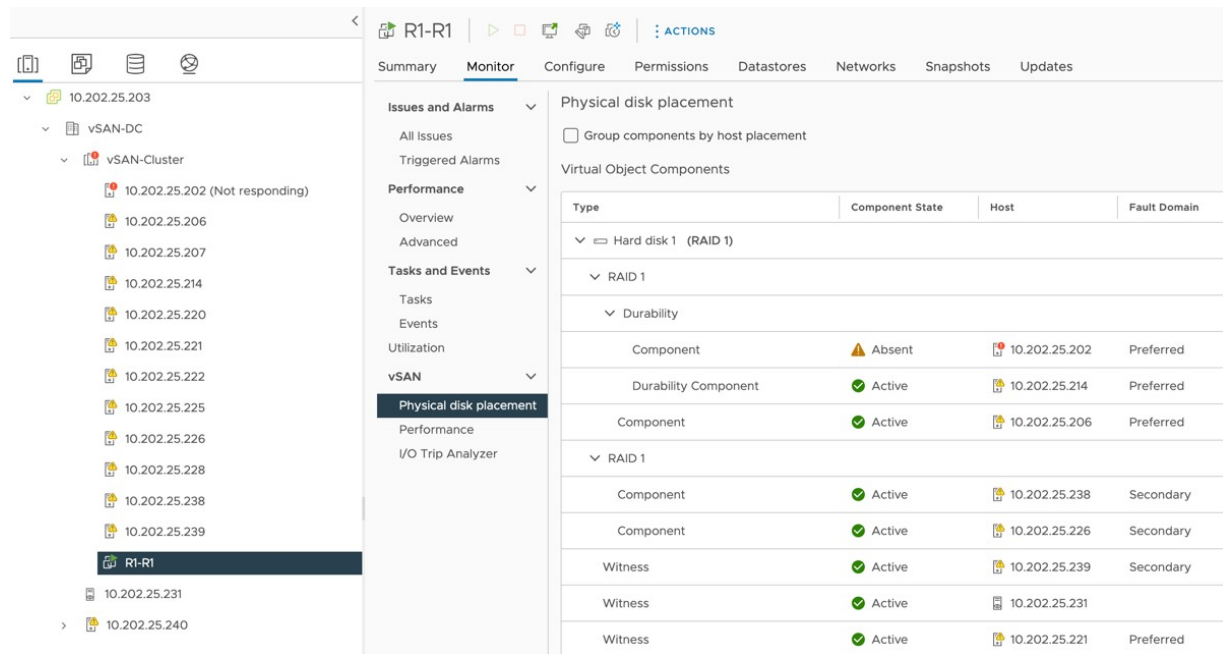 R1-R1
ACTIONS
Summary Monitor Configure Permissions Datastores Networks Snapshots Updates
10.202.25.203
vSAN-DC
vSAN-Cluster
10.202.25.202 (Not responding)
10.202.25.206
10.202.25.207
10.202.25.214
10.202.25.220
10.202.25.221
10.202.25.222
10.202.25.225
10.202.25.226
10.202.25.228
10.202.25.238
10.202.25.239
R1-R1
10.202.25.231
10.202.25.240
Issues and Alarms
All Issues
Triggered Alarms
Performance
Overview
Advanced
Tasks and Events
Tasks
Events
Utilization
vSAN
Physical disk placement
Performance
I/O Trip Analyzer
Physical disk placement
Group components by host placement
Virtual Object Components
Type Component State Host Fault Domain
Hard disk 1 (RAID 1)
RAID 1
Durability
Component Absent 10.202.25.202 Preferred
Durability Component Active 10.202.25.214 Preferred
Component Active 10.202.25.206 Preferred
RAID 1
Component Active 10.202.25.238 Secondary
Component Active 10.202.25.226 Secondary
Witness Active 10.202.25.239 Secondary
Witness Active 10.202.25.231
Witness Active 10.202.25.221 Preferred